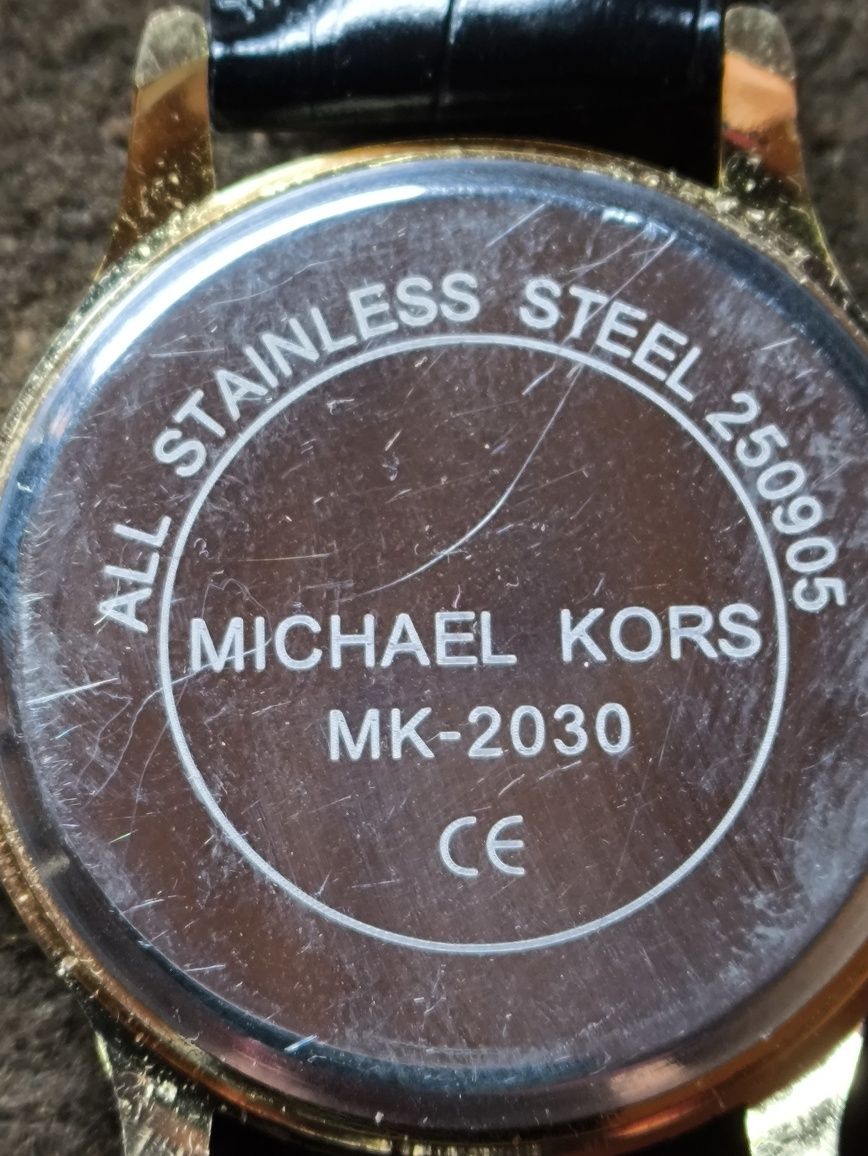 ALL STAINLESS STEEL 250905
MICHAEL KORS
MK-2030
CE